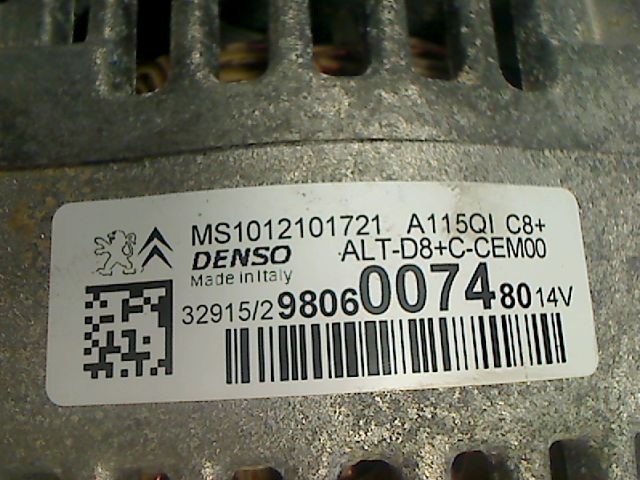 MS1012101721 A115QI C8+
DENSO ALT-D8+C-CEM00
Made in Italy
32915/2 9806007480 14V